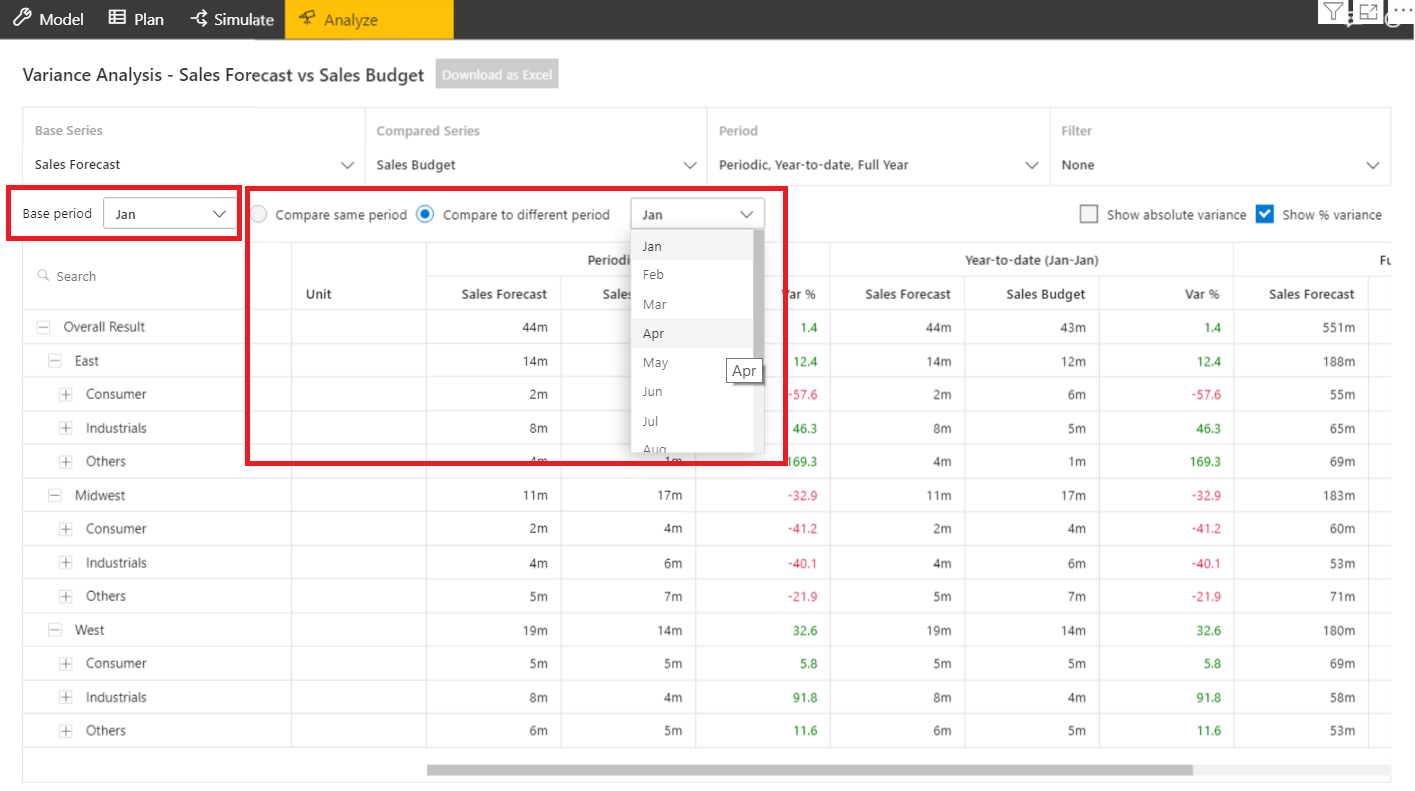 Model Plan Simulate Analyze
Variance Analysis - Sales Forecast vs Sales Budget Download as Excel
Base Series Compared Series Period Filter
Sales Forecast Sales Budget Periodic, Year-to-date, Full Year None
Base period Jan Compare same period Compare to different period Jan Show absolute variance Show % variance
Jan
Feb
Mar
Apr
May
Apr
Jun
Jul
Aug
Search Unit Periodi Year-to-date (Jan-Jan) Fu
Sales Forecast Sales Var % Sales Forecast Sales Budget Var % Sales Forecast
Overall Result 44m 1.4 44m 43m 1.4 551m
East 14m 12.4 14m 12m 12.4 188m
Consumer 2m -57.6 2m 6m -57.6 55m
Industrials 8m 46.3 8m 5m 46.3 65m
Others 4m 1m 169.3 4m 1m 169.3 69m
Midwest 11m 17m -32.9 11m 17m -32.9 183m
Consumer 2m 4m -41.2 2m 4m -41.2 60m
Industrials 4m 6m -40.1 4m 6m -40.1 53m
Others 5m 7m -21.9 5m 7m -21.9 71m
West 19m 14m 32.6 19m 14m 32.6 180m
Consumer 5m 5m 5.8 5m 5m 5.8 69m
Industrials 8m 4m 91.8 8m 4m 91.8 58m
Others 6m 5m 11.6 6m 5m 11.6 53m